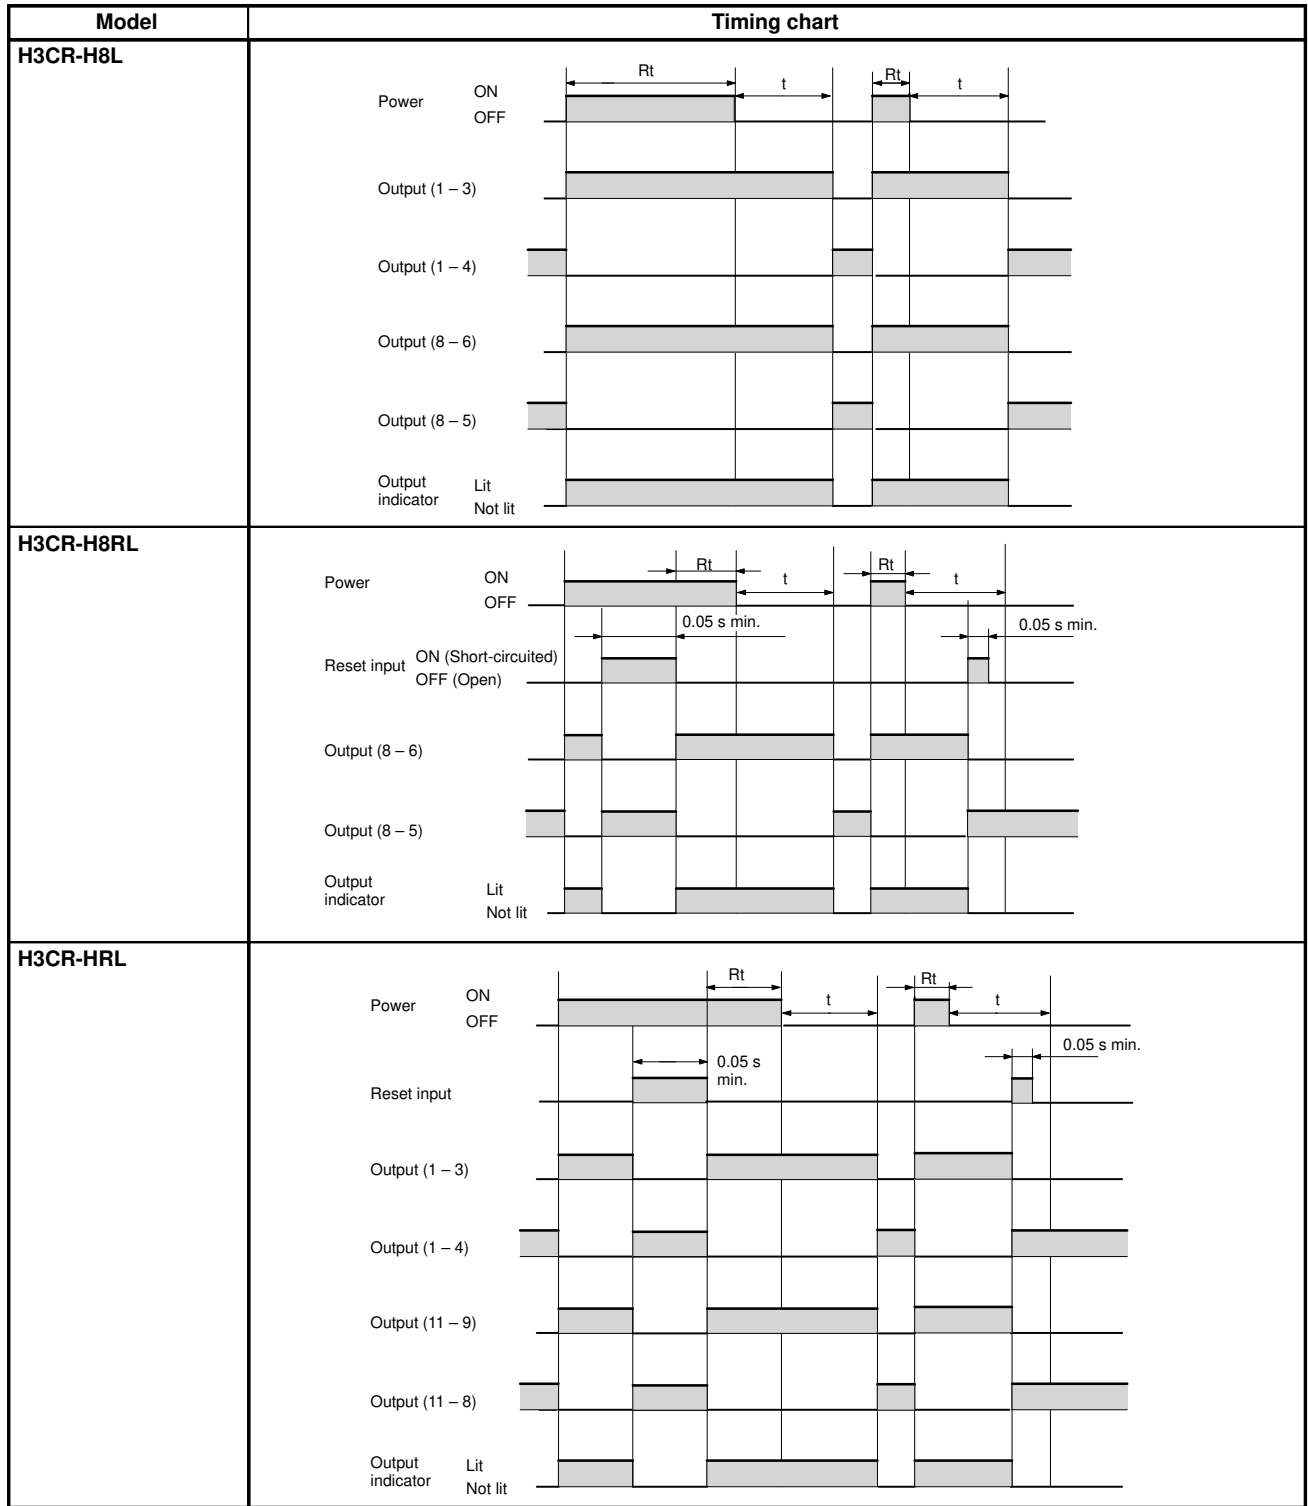 Model Timing chart
H3CR-H8L
Rt t Rt t
Power ON
OFF
Output (1 – 3)
Output (1 – 4)
Output (8 – 6)
Output (8 – 5)
Output indicator Lit
Not lit
H3CR-H8RL
Rt t Rt t
Power ON
OFF
0.05 s min. 0.05 s min.
Reset input ON (Short-circuited)
OFF (Open)
Output (8 – 6)
Output (8 – 5)
Output
indicator Lit
Not lit
H3CR-HRL
Rt t Rt t
Power ON
OFF
0.05 s
min.
0.05 s min.
Reset input
Output (1 – 3)
Output (1 – 4)
Output (11 – 9)
Output (11 – 8)
Output
indicator Lit
Not lit